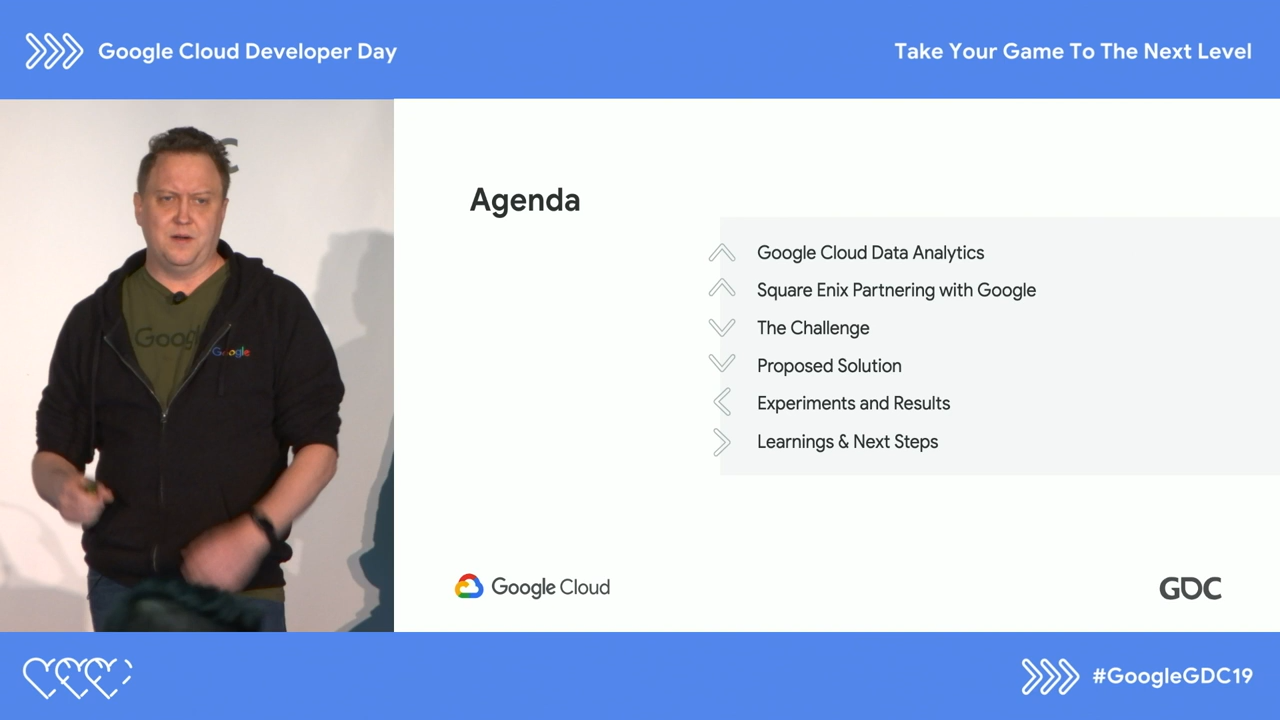 Google Cloud Developer Day
Take Your Game To The Next Level
Agenda
Google Cloud Data Analytics
Square Enix Partnering with Google
The Challenge
Proposed Solution
Experiments and Results
Learnings & Next Steps
Google
Google
Google Cloud
GDC
#GoogleGDC19